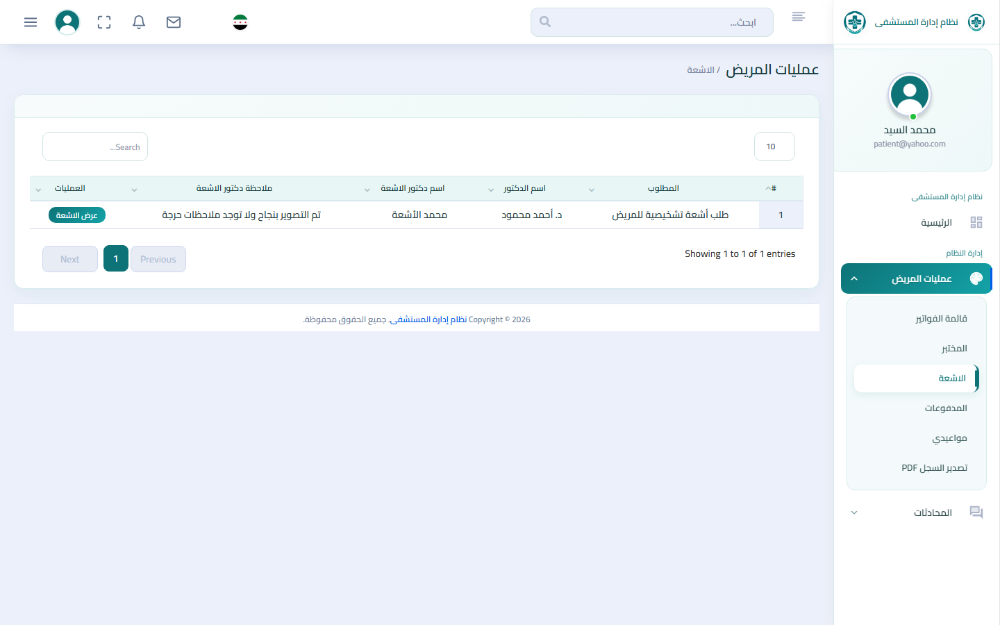 نظام إدارة المستشفى
ابحث...
محمد السيد
patient@yahoo.com
نظام إدارة المستشفى
الرئيسية
إدارة النظام
عمليات المريض
قائمة الفواتير
المختبر
الاشعة
المدفوعات
مواعيدي
تصدير السجل PDF
المحادثات
عمليات المريض / الاشعة
10
Search...
# المطلوب اسم الدكتور اسم دكتور الاشعة ملاحظة دكتور الاشعة العمليات
1 طلب أشعة تشخيصية للمريض د. أحمد محمود محمد الأشعة تم التصوير بنجاح ولا توجد ملاحظات حرجة عرض الاشعة
Showing 1 to 1 of 1 entries
Previous 1 Next
Copyright © 2026 نظام إدارة المستشفى. جميع الحقوق محفوظة.